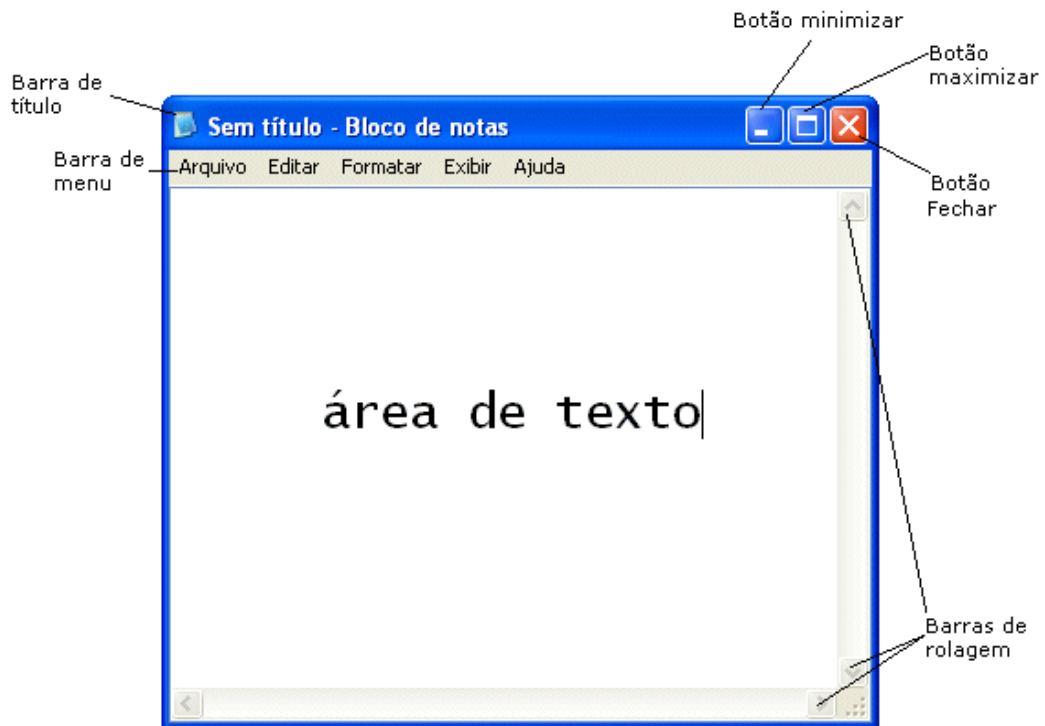 Botão minimizar
Botão
maximizar
Barra de
título
Sem título - Bloco de notas
Barra de
menu
Arquivo Editar Formatar Exibir Ajuda
Botão
Fechar
área de texto
Barras de
rolagem